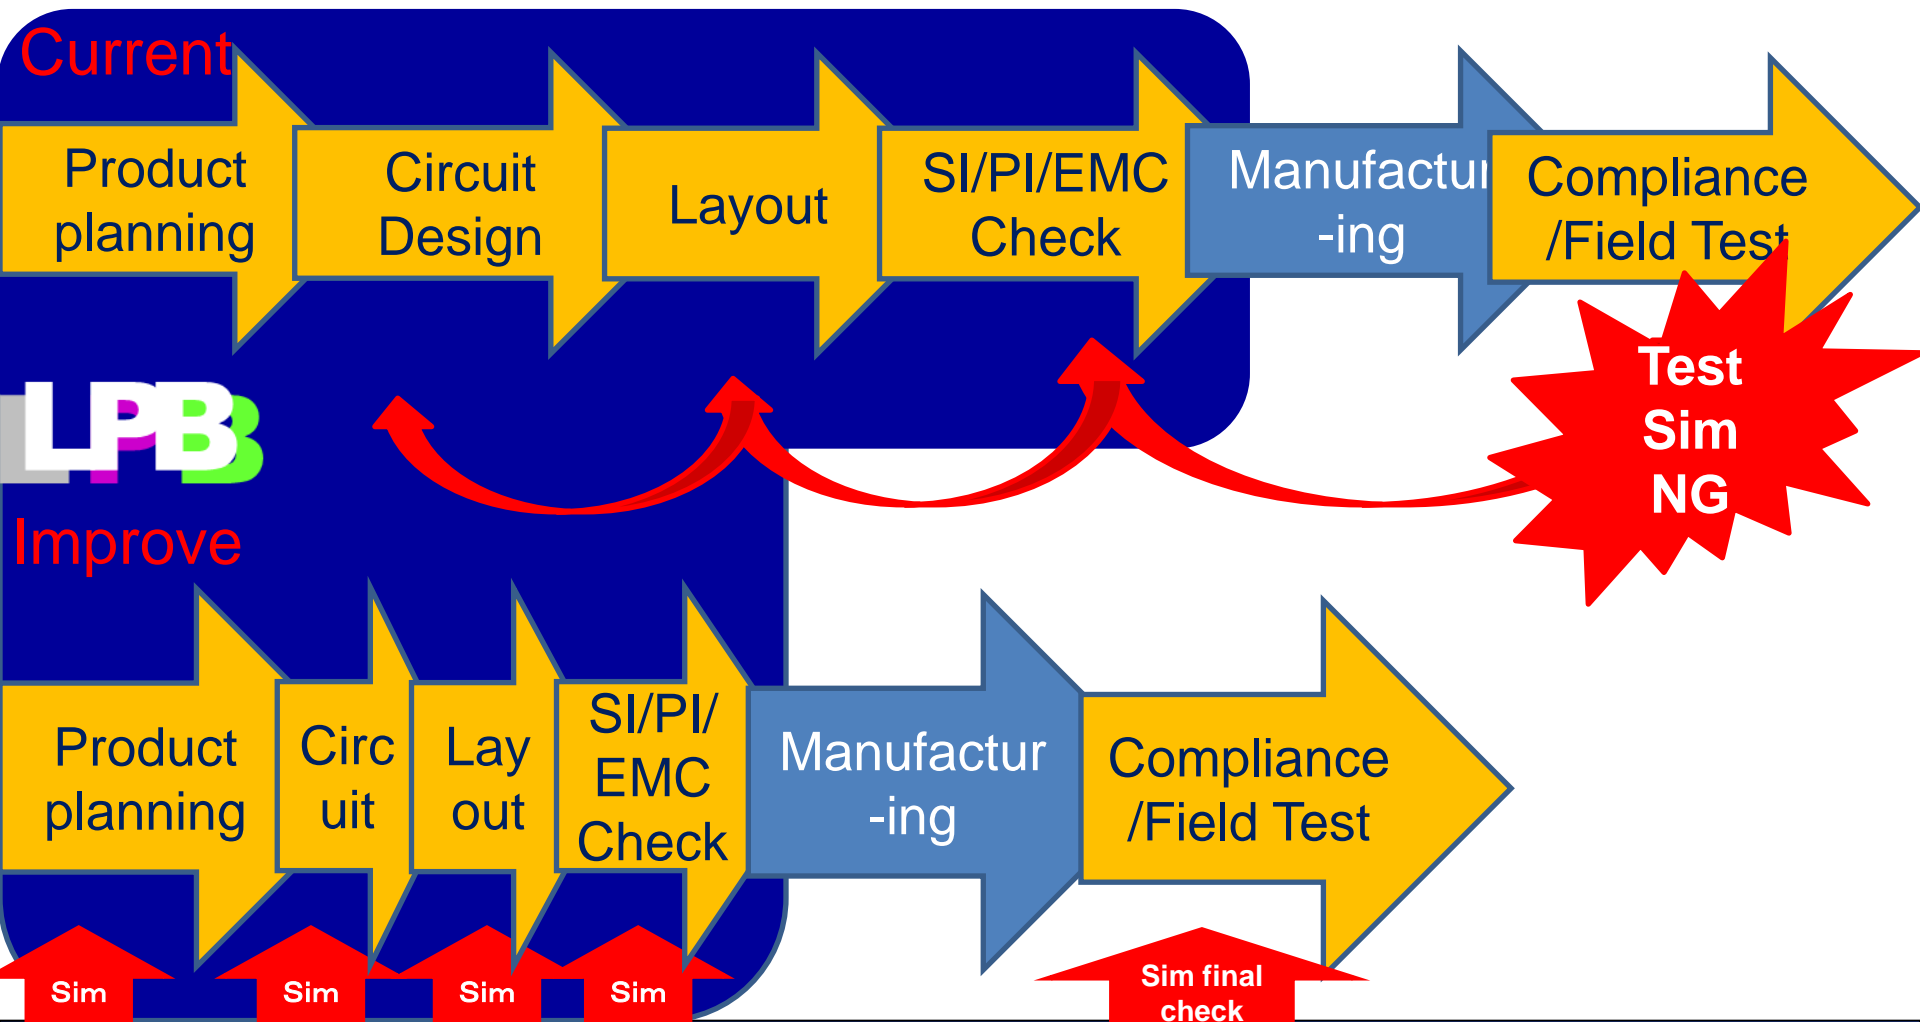 Current
Product
planning
Circuit
Design
Layout
SI/PI/EMC
Check
Manufactur
-ing
Compliance
/Field Test
Test
Sim
NG
LPB
Improve
Product
planning
Circ
uit
Lay
out
SI/PI/
EMC
Check
Manufactur
-ing
Compliance
/Field Test
Sim
Sim
Sim
Sim
Sim final
check